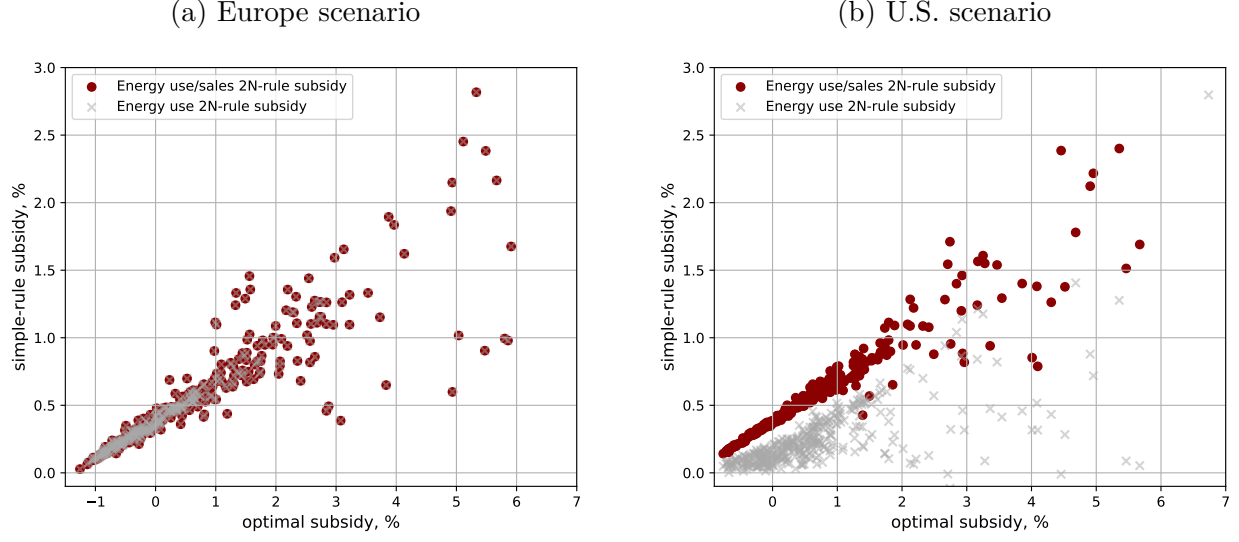 (a) Europe scenario
3.0
2.5
2.0
1.5
1.0
0.5
0.0
simple-rule subsidy, %
Energy use/sales 2N-rule subsidy
Energy use 2N-rule subsidy
−1 0 1 2 3 4 5 6 7
optimal subsidy, %
(b) U.S. scenario
3.0
2.5
2.0
1.5
1.0
0.5
0.0
simple-rule subsidy, %
Energy use/sales 2N-rule subsidy
Energy use 2N-rule subsidy
0 1 2 3 4 5 6 7
optimal subsidy, %